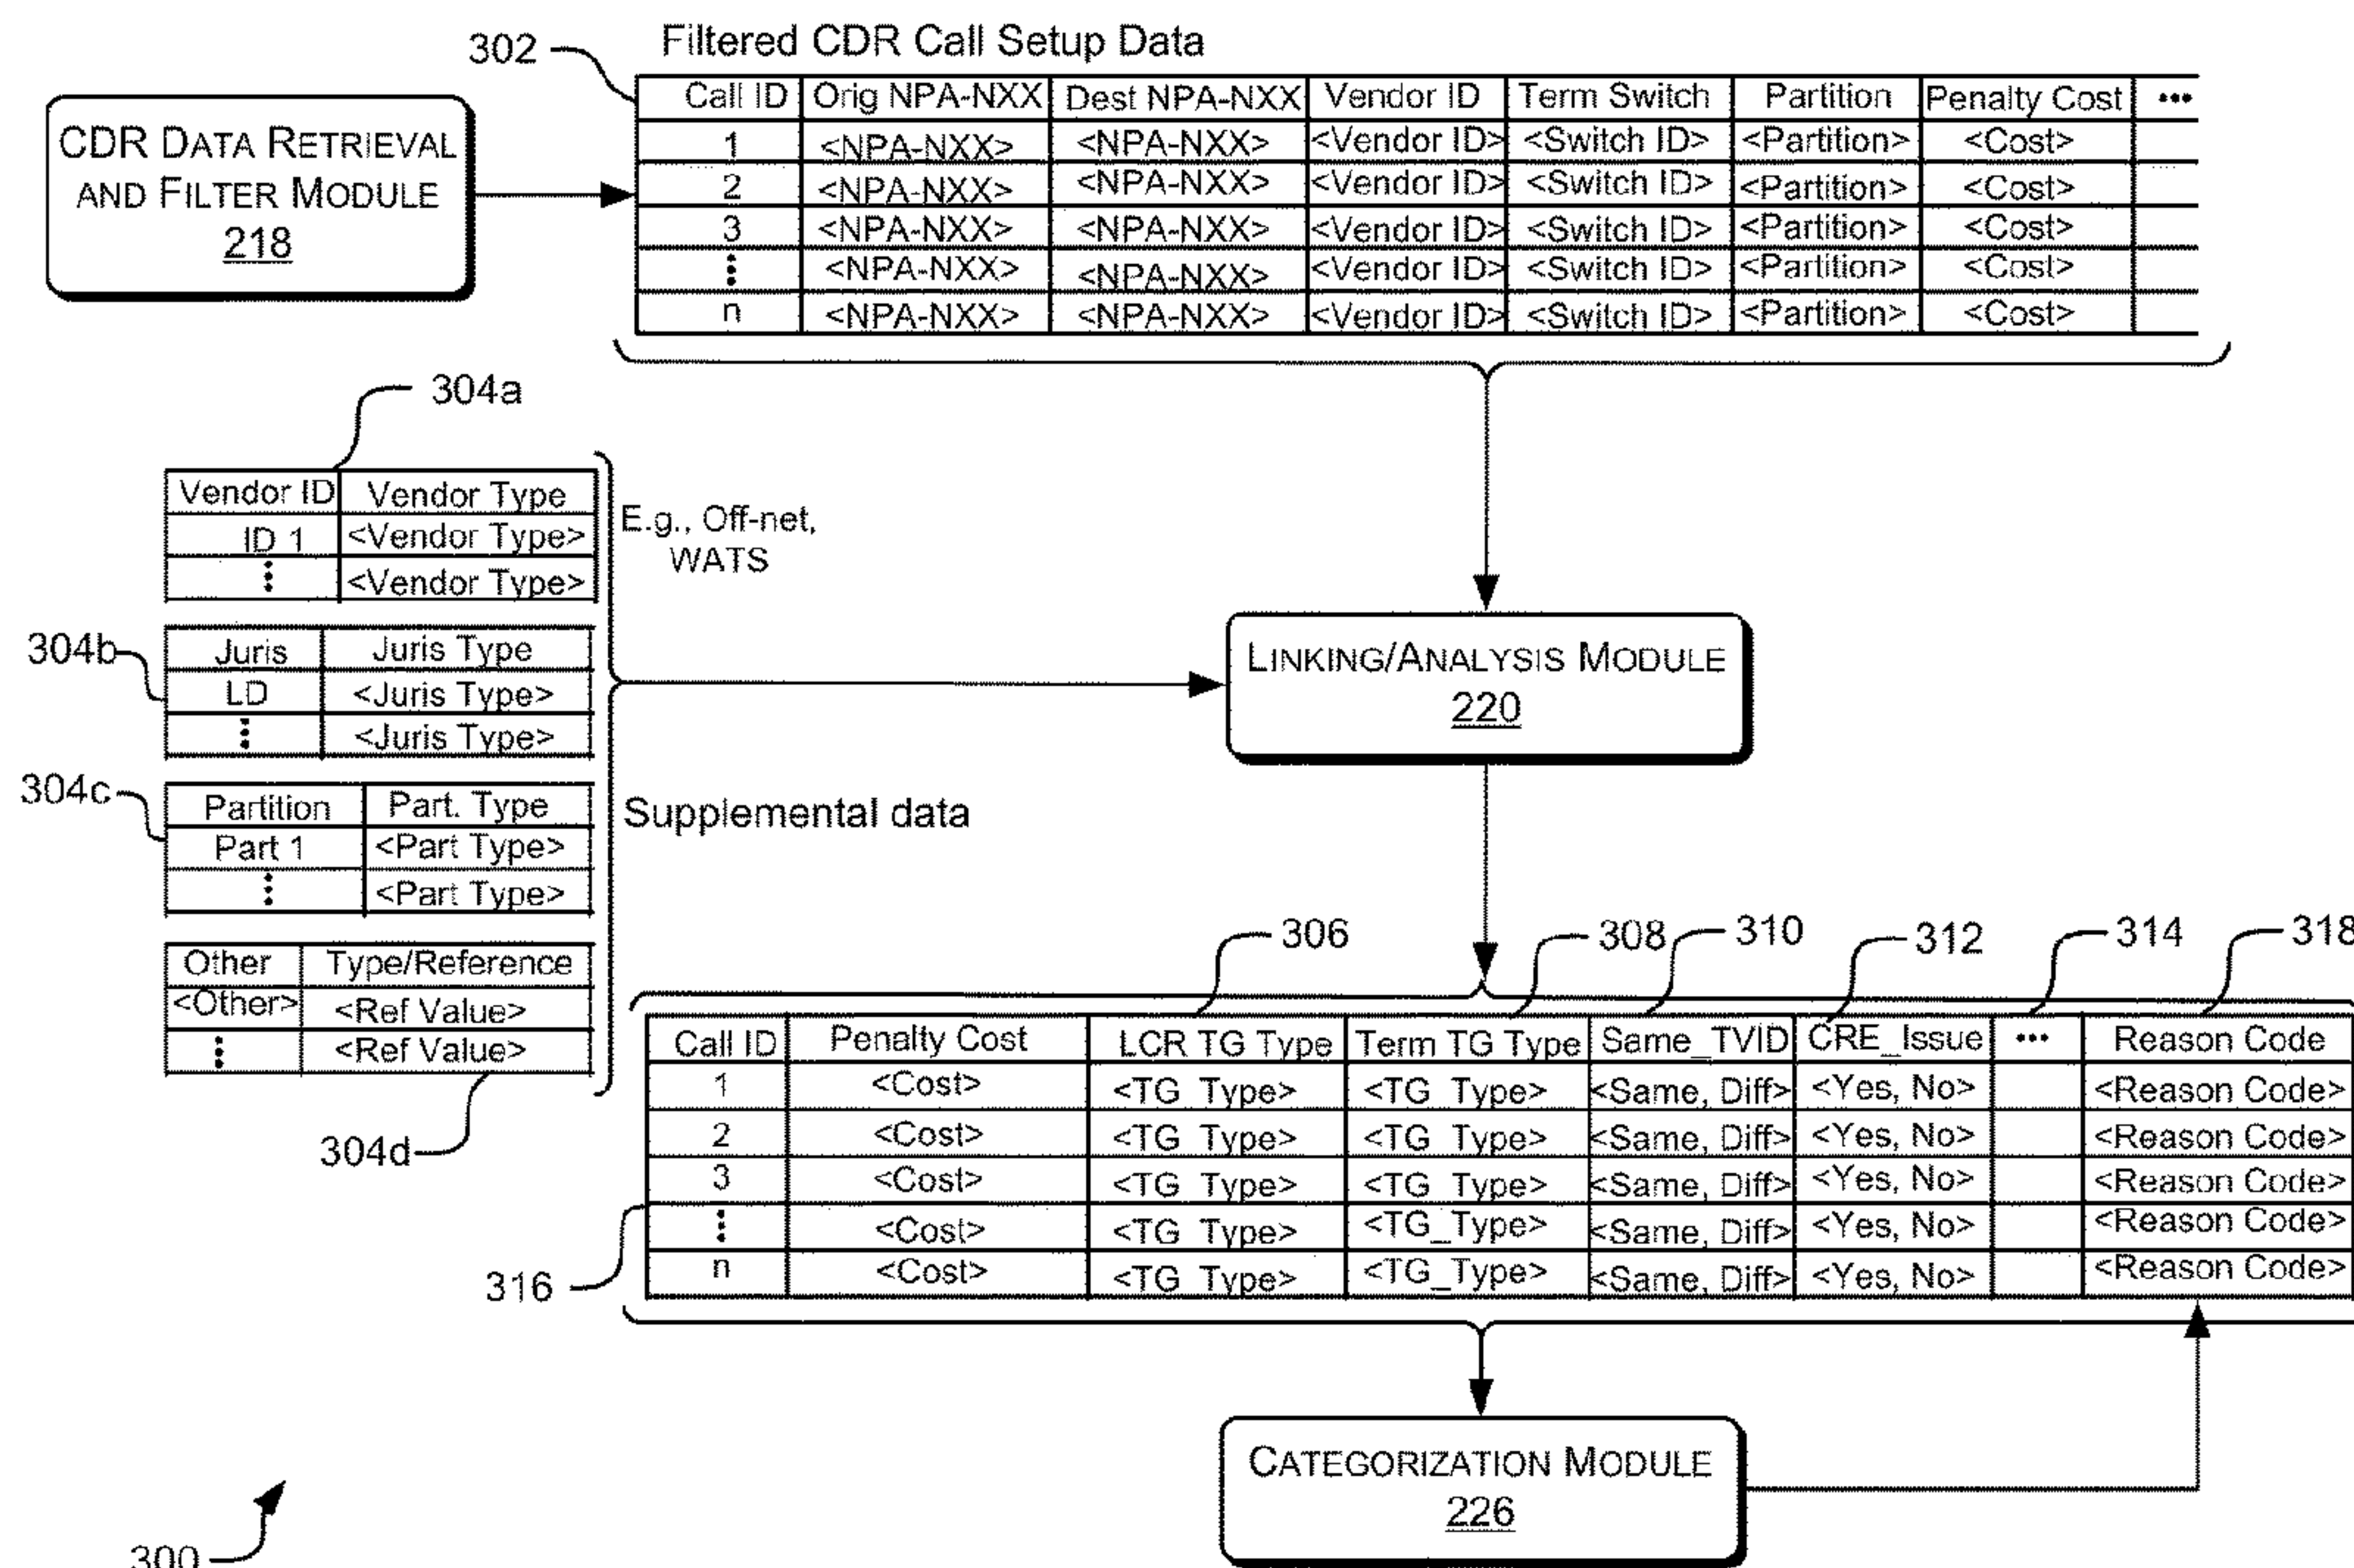 302
Filtered CDR Call Setup Data
CDR DATA RETRIEVAL
AND FILTER MODULE
218
Call ID Orig NPA-NXX Dest NPA-NXX Vendor ID Term Switch Partition Penalty Cost •••
1 <NPA-NXX> <NPA-NXX> <Vendor ID> <Switch ID> <Partition> <Cost>
2 <NPA-NXX> <NPA-NXX> <Vendor ID> <Switch ID> <Partition> <Cost>
3 <NPA-NXX> <NPA-NXX> <Vendor ID> <Switch ID> <Partition> <Cost>
⋮ <NPA-NXX> <NPA-NXX> <Vendor ID> <Switch ID> <Partition> <Cost>
n <NPA-NXX> <NPA-NXX> <Vendor ID> <Switch ID> <Partition> <Cost>
304a
Vendor ID Vendor Type
ID 1 <Vendor Type>
⋮ <Vendor Type>
E.g., Off-net,
WATS
304b
Juris Juris Type
LD <Juris Type>
⋮ <Juris Type>
LINKING/ANALYSIS MODULE
220
304c
Partition Part. Type
Part 1 <Part Type>
⋮ <Part Type>
Supplemental data
Other Type/Reference
<Other> <Ref Value>
⋮ <Ref Value>
304d
306 308 310 312 314 318
Call ID Penalty Cost LCR TG Type Term TG Type Same_TVID CRE_Issue ••• Reason Code
1 <Cost> <TG_Type> <TG_Type> <Same, Diff> <Yes, No> <Reason Code>
2 <Cost> <TG_Type> <TG_Type> <Same, Diff> <Yes, No> <Reason Code>
3 <Cost> <TG_Type> <TG_Type> <Same, Diff> <Yes, No> <Reason Code>
⋮ <Cost> <TG_Type> <TG_Type> <Same, Diff> <Yes, No> <Reason Code>
n <Cost> <TG_Type> <TG_Type> <Same, Diff> <Yes, No> <Reason Code>
316
CATEGORIZATION MODULE
226
300